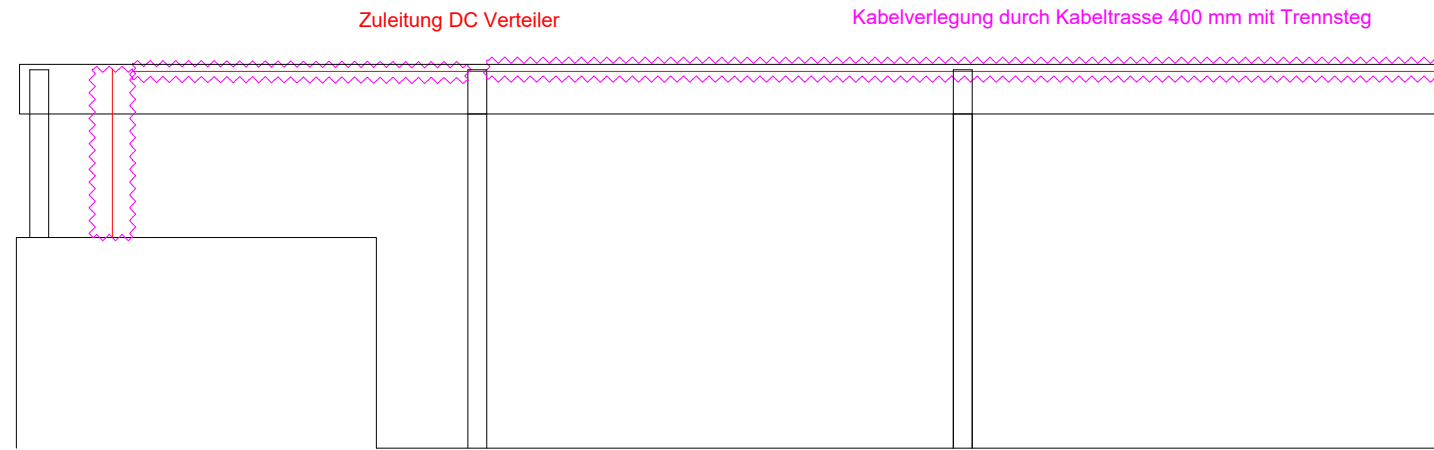 Zuleitung DC Verteiler
Kabelverlegung durch Kabeltrasse 400 mm mit Trennsteg